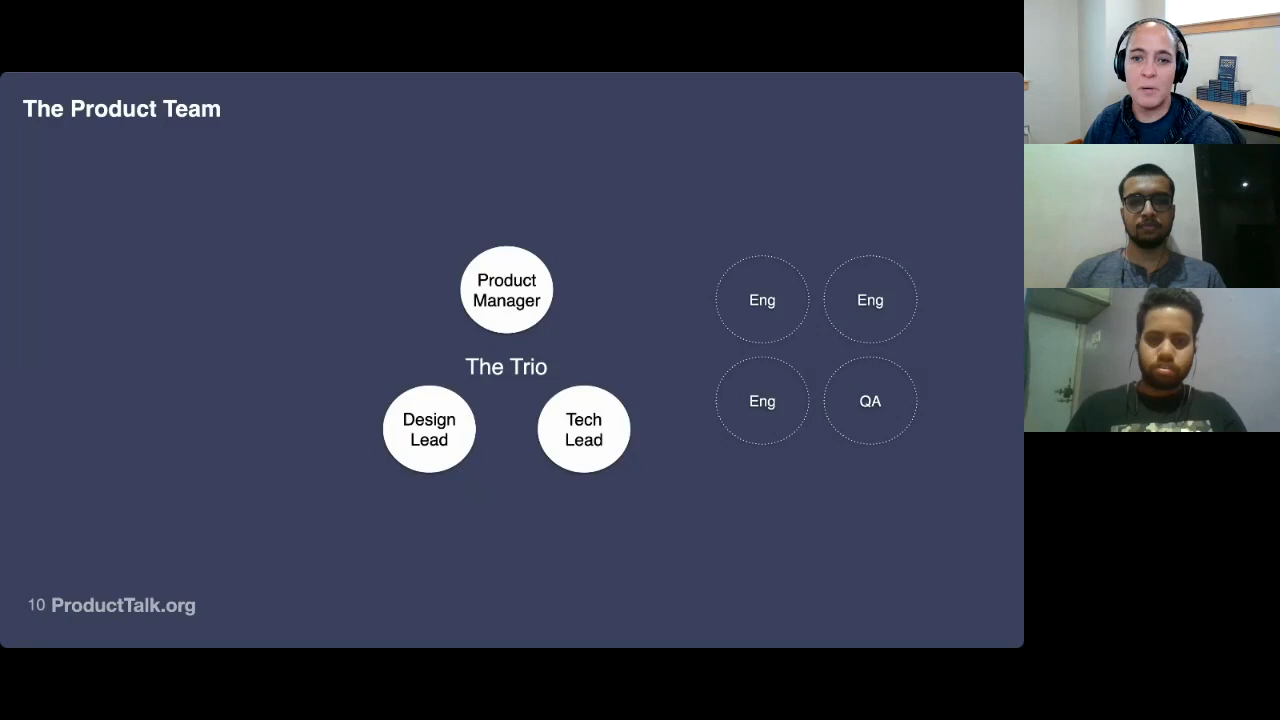 The Product Team
Product
Manager
The Trio
Design
Lead
Tech
Lead
Eng
Eng
Eng
QA
10 ProductTalk.org